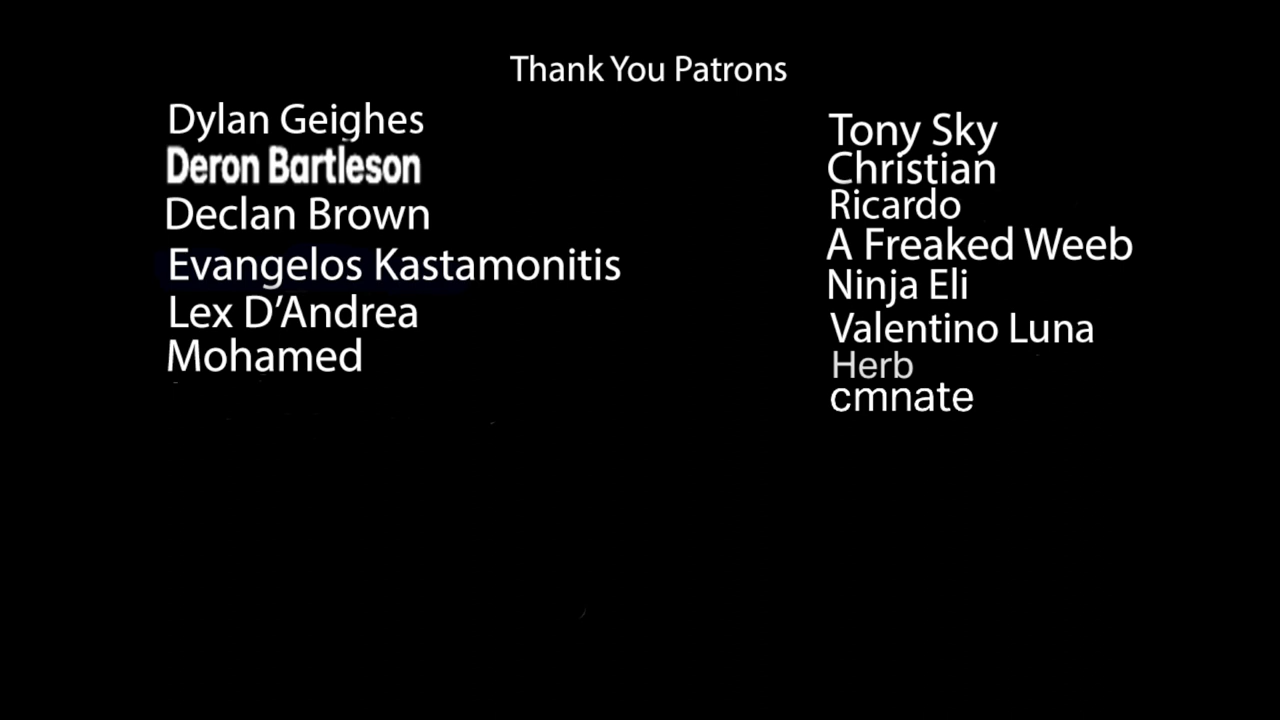 Thank You Patrons
Dylan Geighes
Deron Bartleson
Declan Brown
Evangelos Kastamonitis
Lex D’Andrea
Mohamed
Tony Sky
Christian
Ricardo
A Freaked Weeb
Ninja Eli
Valentino Luna
Herb
cmnate